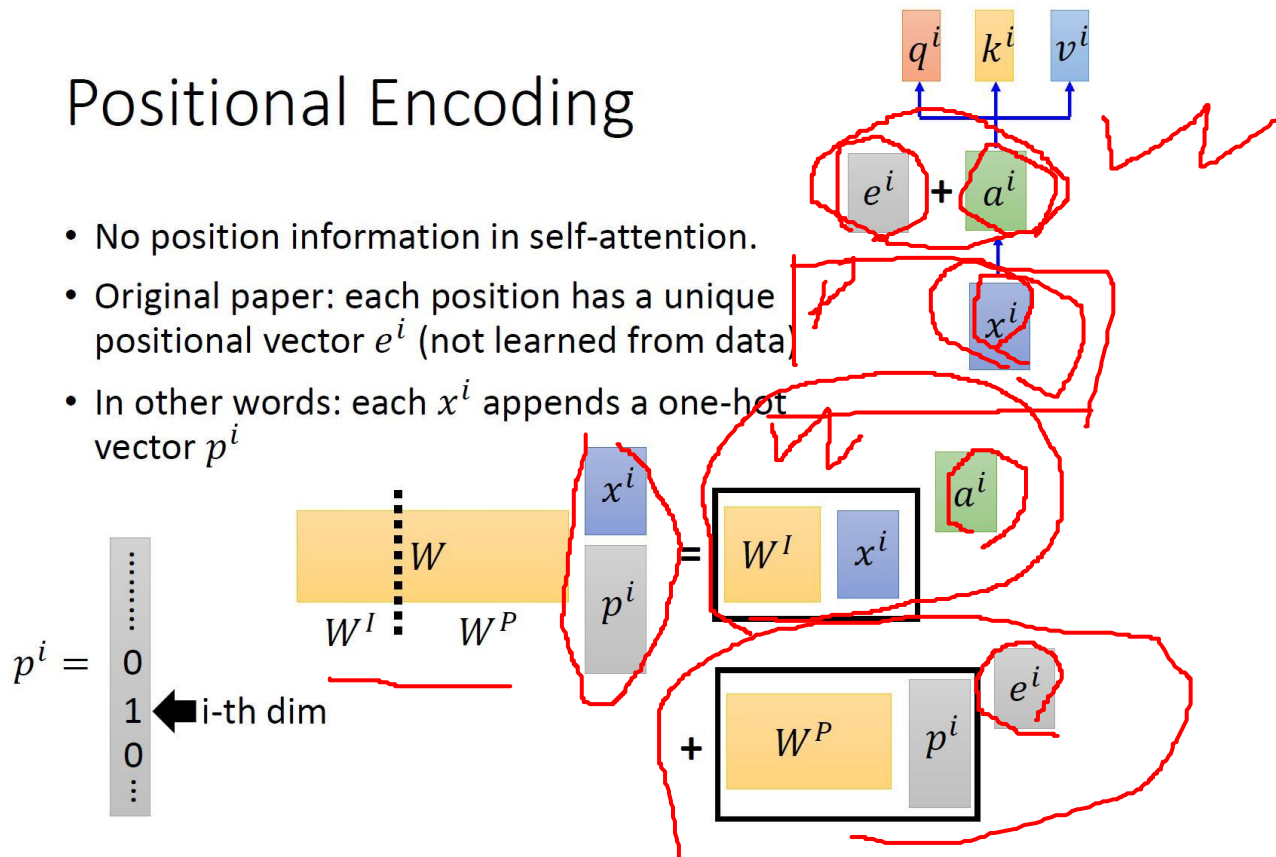 Positional Encoding
q^i k^i v^i
e^i + a^i
x^i
• No position information in self-attention.
• Original paper: each position has a unique
positional vector e^i (not learned from data)
• In other words: each x^i appends a one-hot
vector p^i
W
W^I W^P
x^i
p^i
=
W^I x^i
a^i
+
W^P p^i
e^i
p^i =
........
0
1
0
...
i-th dim
W
W